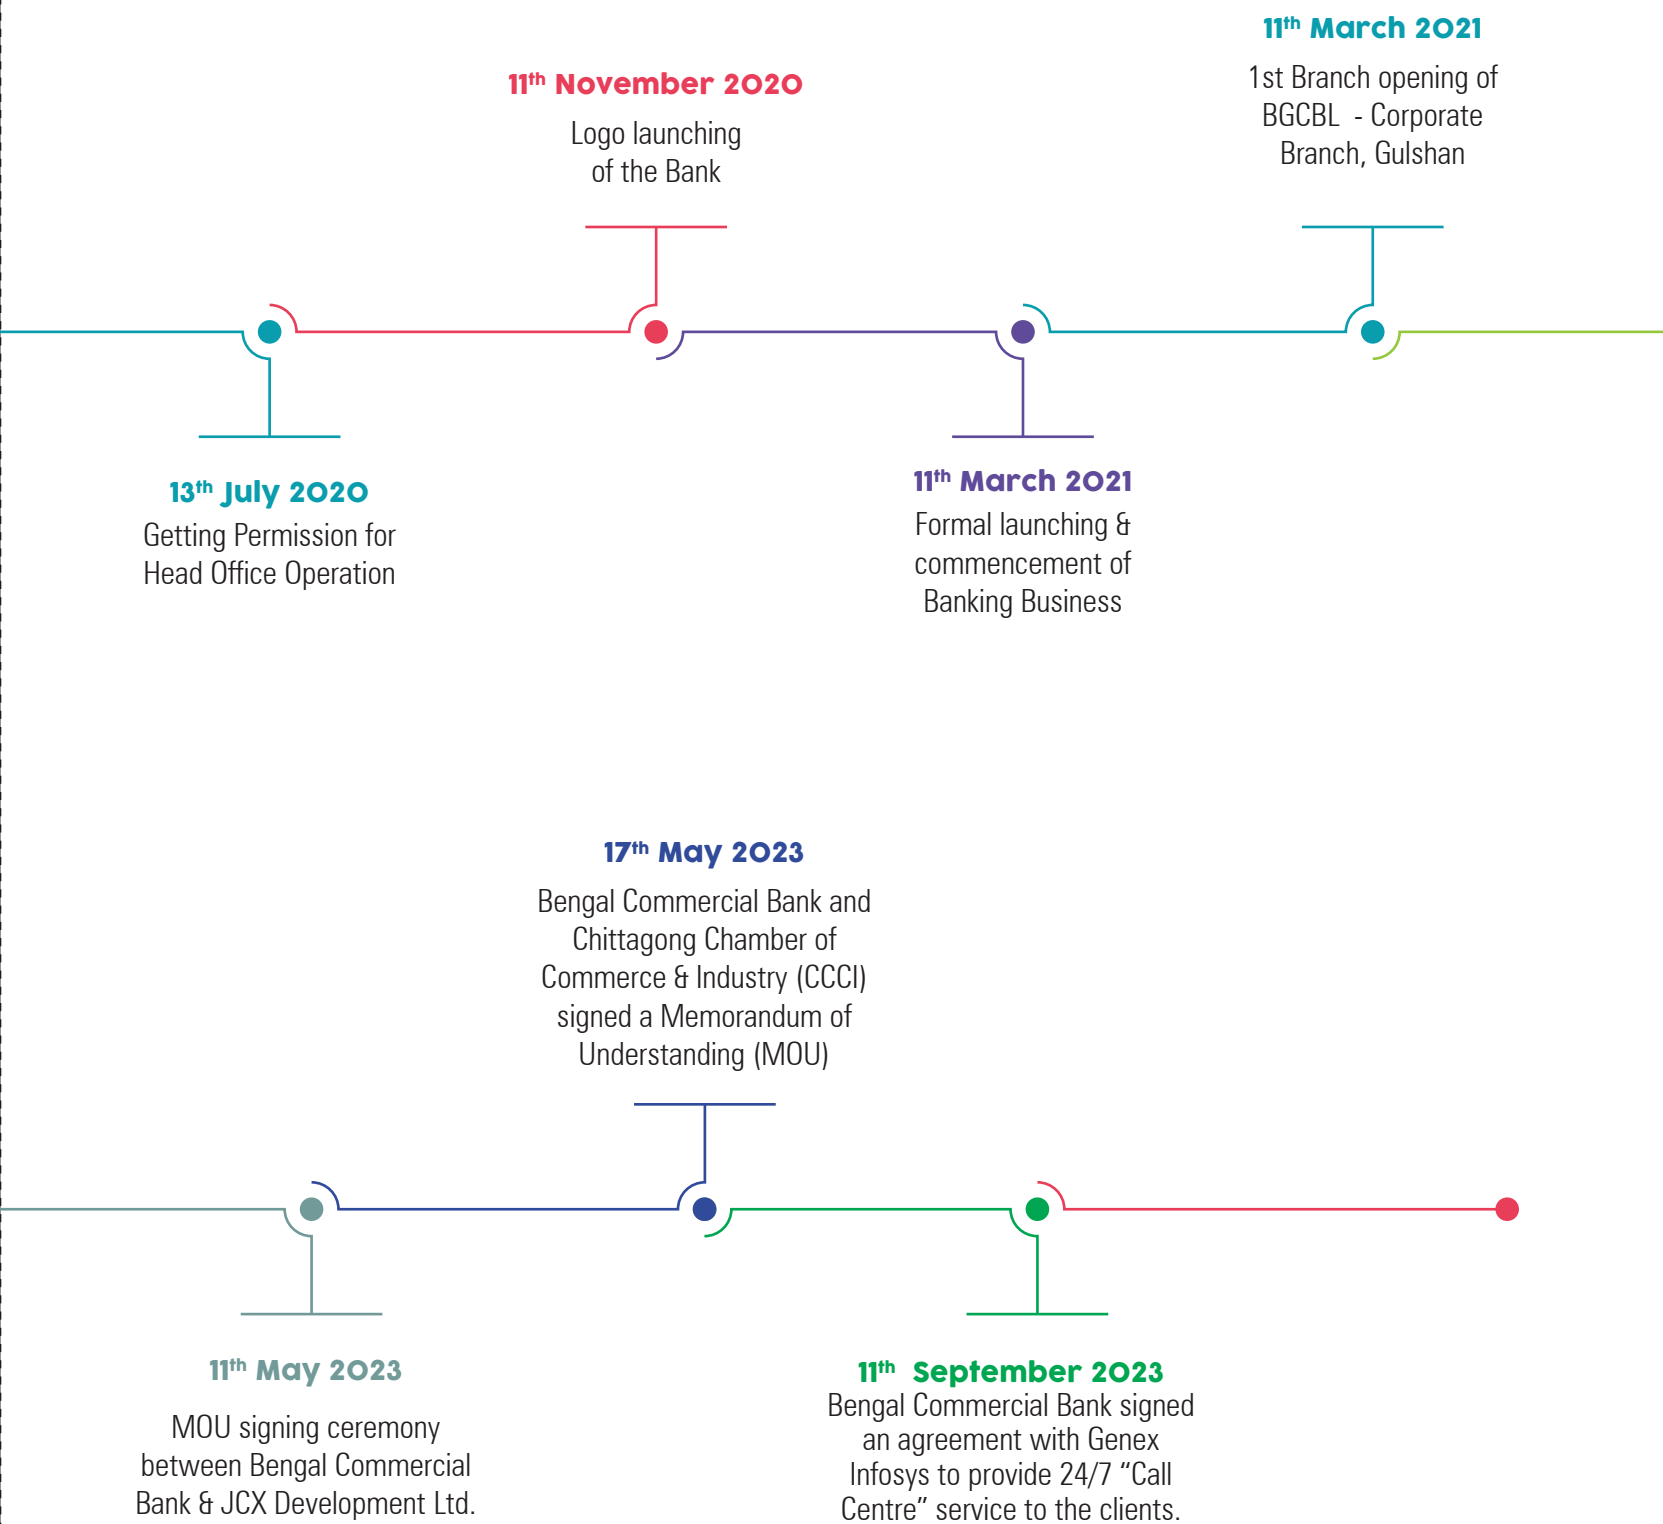 13th July 2020
Getting Permission for
Head Office Operation
11th November 2020
Logo launching
of the Bank
11th March 2021
Formal launching &
commencement of
Banking Business
11th March 2021
1st Branch opening of
BGCBL - Corporate
Branch, Gulshan
11th May 2023
MOU signing ceremony
between Bengal Commercial
Bank & JCX Development Ltd.
17th May 2023
Bengal Commercial Bank and
Chittagong Chamber of
Commerce & Industry (CCCI)
signed a Memorandum of
Understanding (MOU)
11th September 2023
Bengal Commercial Bank signed
an agreement with Genex
Infosys to provide 24/7 “Call
Centre” service to the clients.